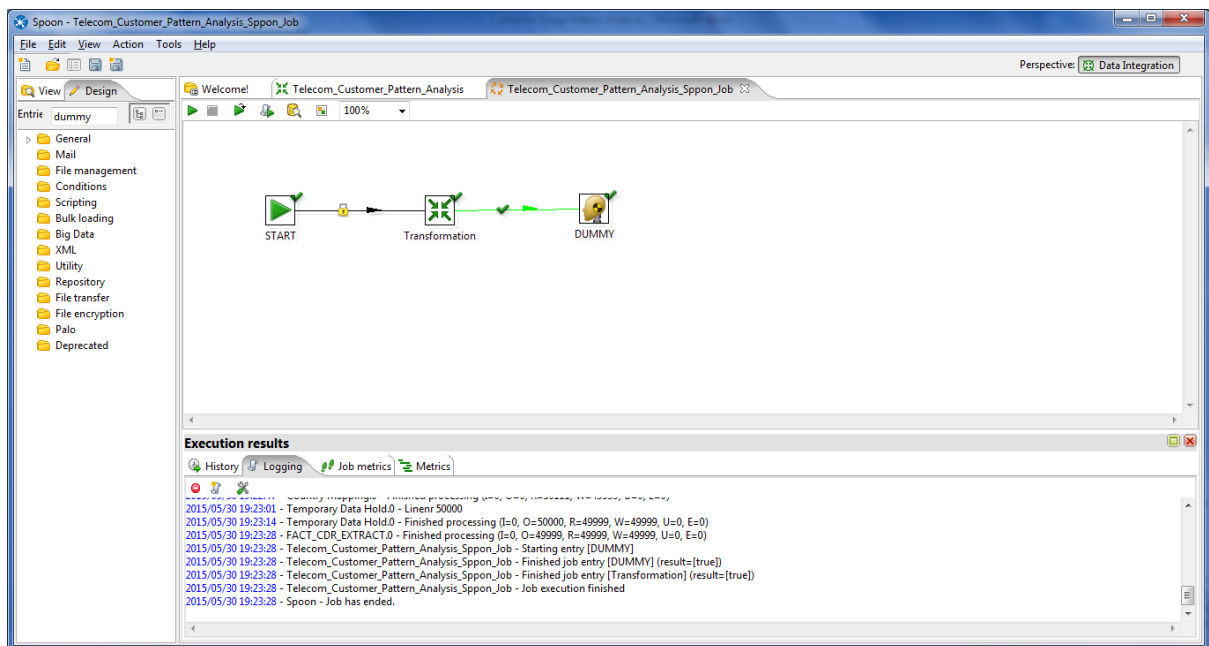 Spoon - Telecom_Customer_Pattern_Analysis_Sppon_Job
File Edit View Action Tools Help
Perspective: Data Integration
View Design
Welcome! Telecom_Customer_Pattern_Analysis Telecom_Customer_Pattern_Analysis_Sppon_Job
Entrie dummy
100%
General
Mail
File management
Conditions
Scripting
Bulk loading
Big Data
XML
Utility
Repository
File transfer
File encryption
Palo
Deprecated
START Transformation DUMMY
Execution results
History Logging Job metrics Metrics
2015/05/30 19:23:01 - Temporary Data Hold.0 - Linenr 50000
2015/05/30 19:23:14 - Temporary Data Hold.0 - Finished processing (I=0, O=50000, R=49999, W=49999, U=0, E=0)
2015/05/30 19:23:28 - FACT_CDR_EXTRACT.0 - Finished processing (I=0, O=49999, R=49999, W=49999, U=0, E=0)
2015/05/30 19:23:28 - Telecom_Customer_Pattern_Analysis_Sppon_Job - Starting entry [DUMMY]
2015/05/30 19:23:28 - Telecom_Customer_Pattern_Analysis_Sppon_Job - Finished job entry [DUMMY] (result=[true])
2015/05/30 19:23:28 - Telecom_Customer_Pattern_Analysis_Sppon_Job - Finished job entry [Transformation] (result=[true])
2015/05/30 19:23:28 - Telecom_Customer_Pattern_Analysis_Sppon_Job - Job execution finished
2015/05/30 19:23:28 - Spoon - Job has ended.